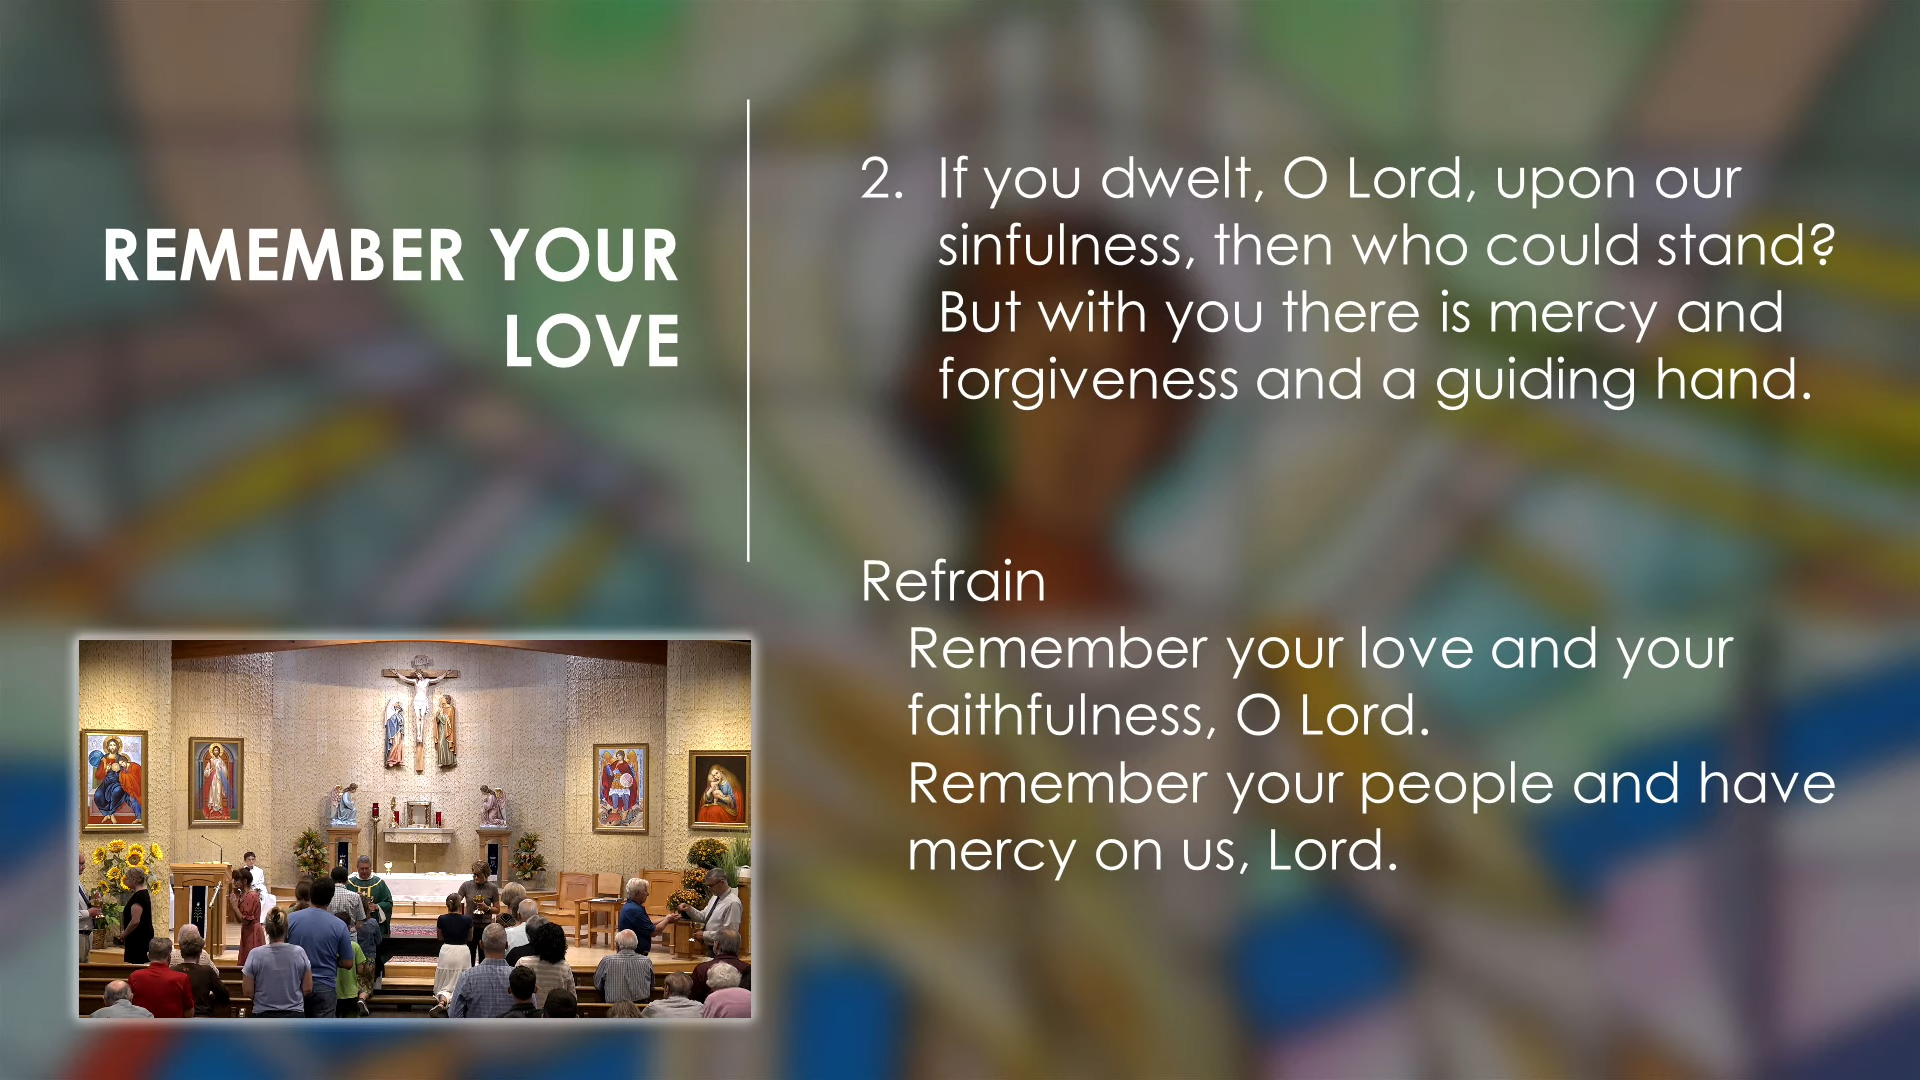 REMEMBER YOUR
LOVE
2. If you dwelt, O Lord, upon our
sinfulness, then who could stand?
But with you there is mercy and
forgiveness and a guiding hand.
Refrain
Remember your love and your
faithfulness, O Lord.
Remember your people and have
mercy on us, Lord.